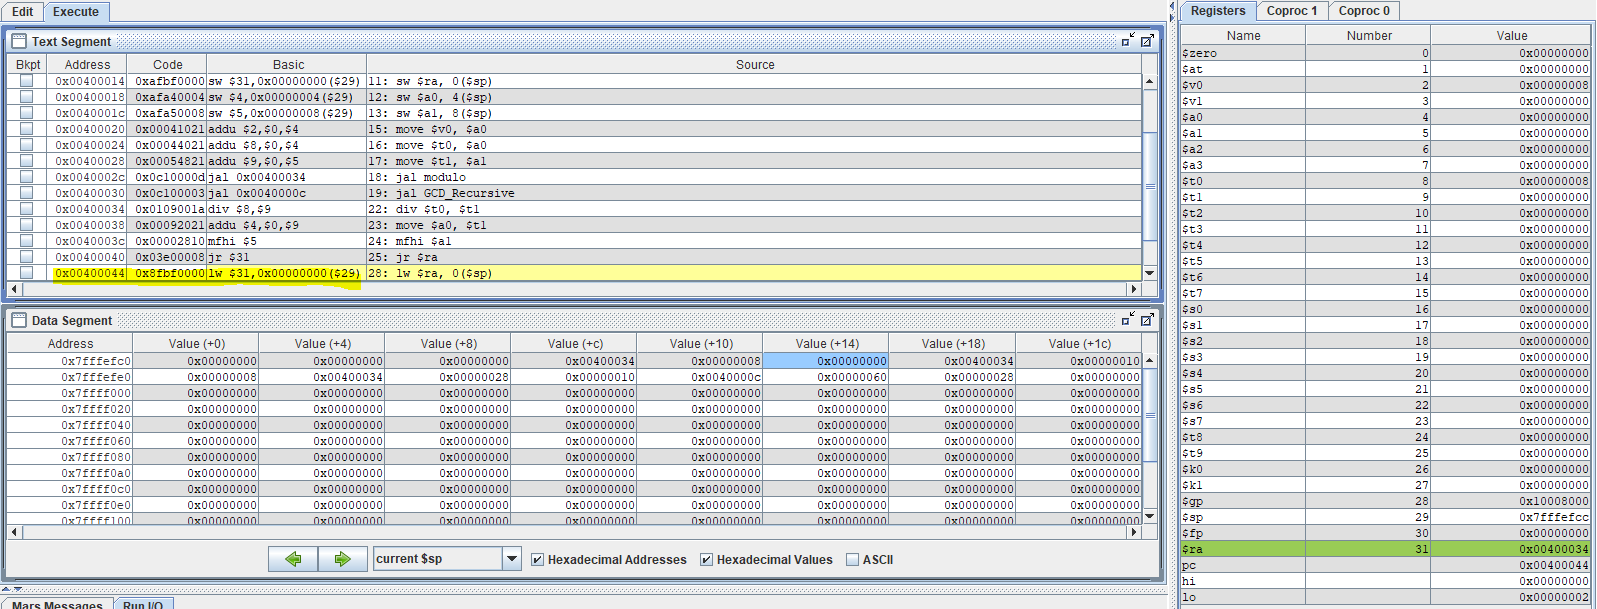 Edit Execute
Text Segment
Bkpt Address Code Basic Source
0x00400014 0xafbf0000 sw $31,0x00000000($29) 11: sw $ra, 0($sp)
0x00400018 0xafa40004 sw $4,0x00000004($29) 12: sw $a0, 4($sp)
0x0040001c 0xafa50008 sw $5,0x00000008($29) 13: sw $a1, 8($sp)
0x00400020 0x00041021 addu $2,$0,$4 15: move $v0, $a0
0x00400024 0x00044021 addu $8,$0,$4 16: move $t0, $a0
0x00400028 0x00054821 addu $9,$0,$5 17: move $t1, $a1
0x0040002c 0x0c10000d jal 0x00400034 18: jal modulo
0x00400030 0x0c100003 jal 0x0040000c 19: jal GCD_Recursive
0x00400034 0x0109001a div $8,$9 22: div $t0, $t1
0x00400038 0x00092021 addu $4,$0,$9 23: move $a0, $t1
0x0040003c 0x00002810 mfhi $5 24: mfhi $a1
0x00400040 0x03e00008 jr $31 25: jr $ra
0x00400044 0x8fbf0000 lw $31,0x00000000($29) 28: lw $ra, 0($sp)
Data Segment
Address Value (+0) Value (+4) Value (+8) Value (+c) Value (+10) Value (+14) Value (+18) Value (+1c)
0x7fffefc0 0x00000000 0x00000000 0x00000000 0x00400034 0x00000008 0x00000000 0x00400034 0x00000010
0x7fffefe0 0x00000008 0x00400034 0x00000028 0x00000010 0x0040000c 0x00000060 0x00000028 0x00000000
0x7ffff000 0x00000000 0x00000000 0x00000000 0x00000000 0x00000000 0x00000000 0x00000000 0x00000000
0x7ffff020 0x00000000 0x00000000 0x00000000 0x00000000 0x00000000 0x00000000 0x00000000 0x00000000
0x7ffff040 0x00000000 0x00000000 0x00000000 0x00000000 0x00000000 0x00000000 0x00000000 0x00000000
0x7ffff060 0x00000000 0x00000000 0x00000000 0x00000000 0x00000000 0x00000000 0x00000000 0x00000000
0x7ffff080 0x00000000 0x00000000 0x00000000 0x00000000 0x00000000 0x00000000 0x00000000 0x00000000
0x7ffff0a0 0x00000000 0x00000000 0x00000000 0x00000000 0x00000000 0x00000000 0x00000000 0x00000000
0x7ffff0c0 0x00000000 0x00000000 0x00000000 0x00000000 0x00000000 0x00000000 0x00000000 0x00000000
0x7ffff0e0 0x00000000 0x00000000 0x00000000 0x00000000 0x00000000 0x00000000 0x00000000 0x00000000
0x7ffff100 0x00000000 0x00000000 0x00000000 0x00000000 0x00000000 0x00000000 0x00000000 0x00000000
current $sp Hexadecimal Addresses Hexadecimal Values ASCII
Mars Messages Run I/O
Registers Coproc 1 Coproc 0
Name Number Value
$zero 0 0x00000000
$at 1 0x00000000
$v0 2 0x00000008
$v1 3 0x00000000
$a0 4 0x00000008
$a1 5 0x00000000
$a2 6 0x00000000
$a3 7 0x00000000
$t0 8 0x00000008
$t1 9 0x00000000
$t2 10 0x00000000
$t3 11 0x00000000
$t4 12 0x00000000
$t5 13 0x00000000
$t6 14 0x00000000
$t7 15 0x00000000
$s0 16 0x00000000
$s1 17 0x00000000
$s2 18 0x00000000
$s3 19 0x00000000
$s4 20 0x00000000
$s5 21 0x00000000
$s6 22 0x00000000
$s7 23 0x00000000
$t8 24 0x00000000
$t9 25 0x00000000
$k0 26 0x00000000
$k1 27 0x00000000
$gp 28 0x10008000
$sp 29 0x7fffefcc
$fp 30 0x00000000
$ra 31 0x00400034
pc 0x00400044
hi 0x00000000
lo 0x00000002